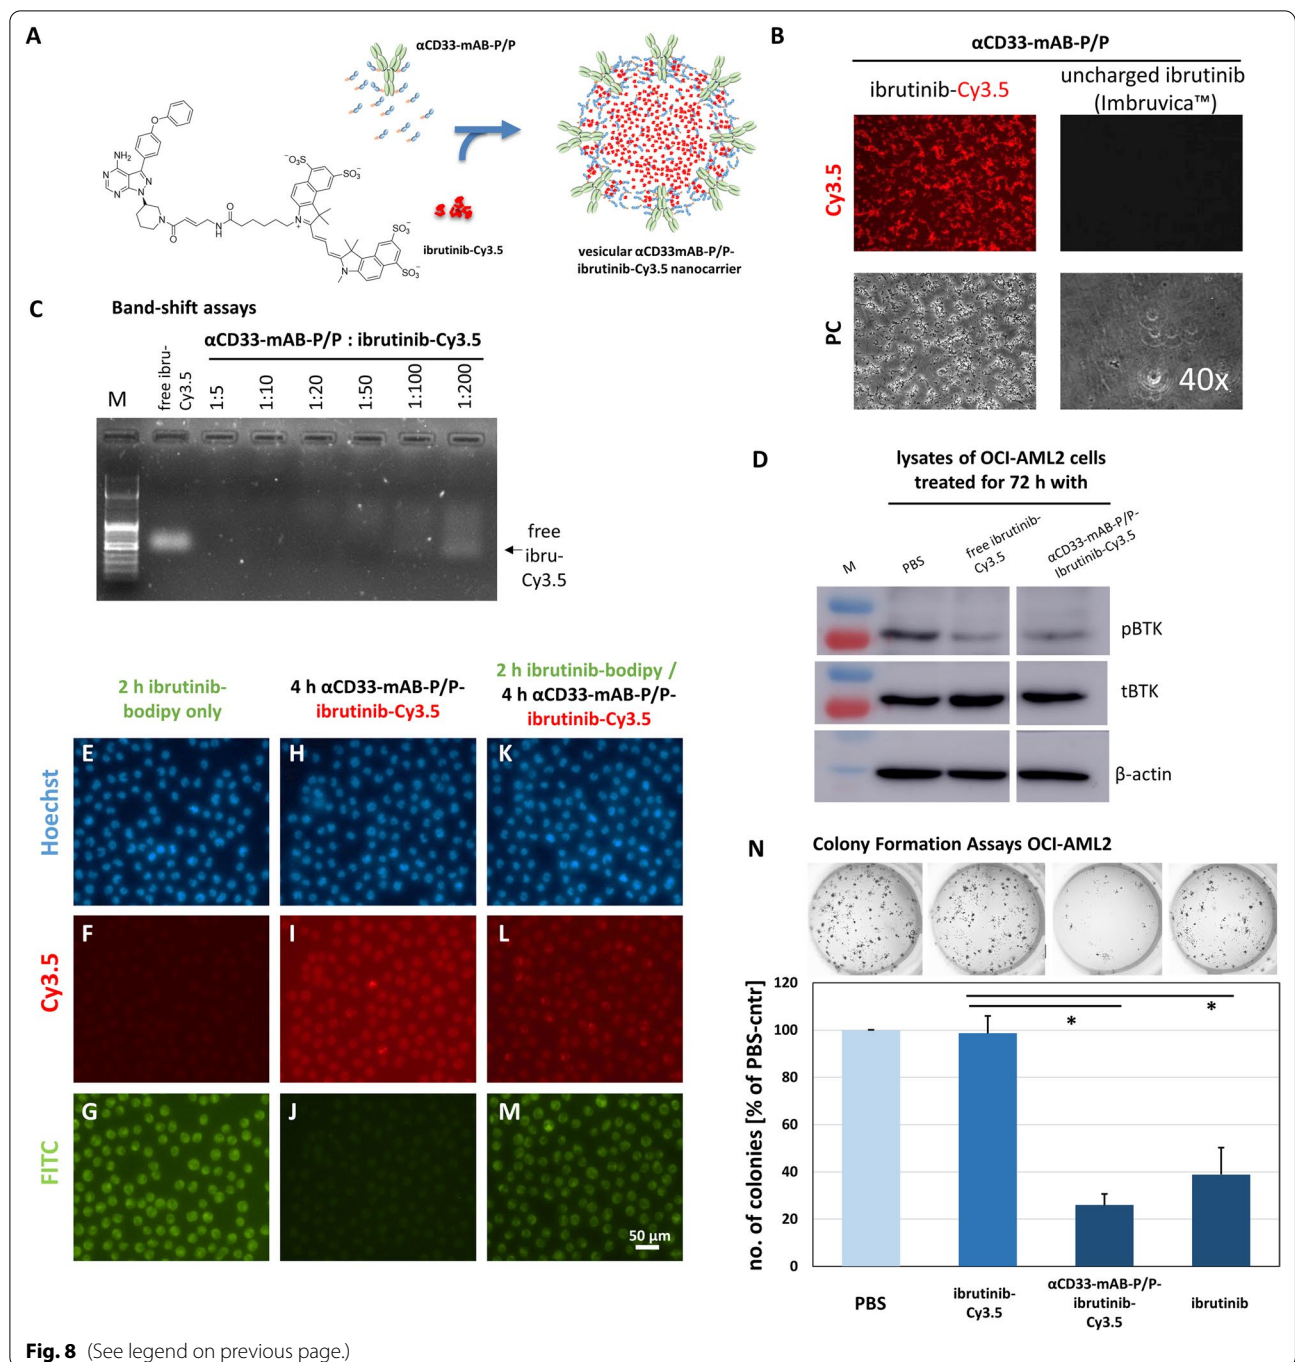 A
αCD33-mAB-P/P
NH2
N
N
N
N
N
O
O
NH
O
N
+
SO3−
SO3−
SO3−
SO3−
N
CH3
ibrutinib-Cy3.5
vesicular αCD33mAB-P/P-
ibrutinib-Cy3.5 nanocarrier
B
αCD33-mAB-P/P
ibrutinib-Cy3.5
uncharged ibrutinib
(Imbruvica™)
Cy3.5
PC
40x
C
Band-shift assays
αCD33-mAB-P/P : ibrutinib-Cy3.5
M
free ibru-
Cy3.5
1:5
1:10
1:20
1:50
1:100
1:200
free
ibru-
Cy3.5
D
lysates of OCI-AML2 cells
treated for 72 h with
M
PBS
free ibrutinib-
Cy3.5
αCD33-mAB-P/P-
Ibrutinib-Cy3.5
pBTK
tBTK
β-actin
2 h ibrutinib-
bodipy only
4 h αCD33-mAB-P/P-
ibrutinib-Cy3.5
2 h ibrutinib-bodipy /
4 h αCD33-mAB-P/P-
ibrutinib-Cy3.5
Hoechst
E
H
K
Cy3.5
F
I
L
FITC
G
J
M
50 µm
N
Colony Formation Assays OCI-AML2
no. of colonies [% of PBS-cntr]
120
100
80
60
40
20
0
*
*
PBS
ibrutinib-
Cy3.5
αCD33-mAB-P/P-
ibrutinib-
Cy3.5
ibrutinib
Fig. 8 (See legend on previous page.)